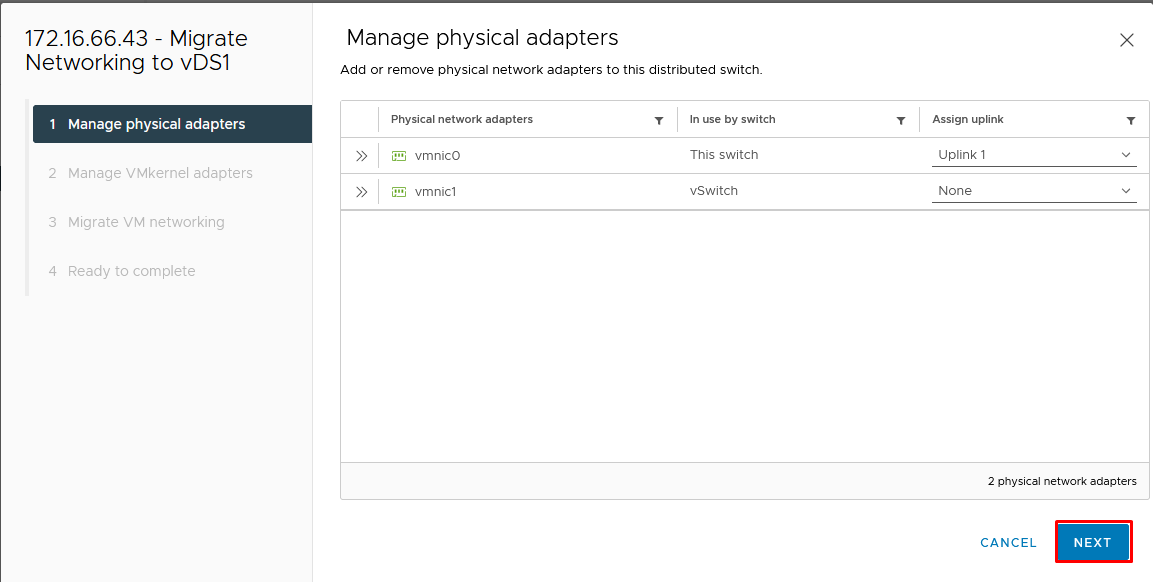 172.16.66.43 - Migrate
Networking to vDS1
1 Manage physical adapters
2 Manage VMkernel adapters
3 Migrate VM networking
4 Ready to complete
Manage physical adapters
Add or remove physical network adapters to this distributed switch.
Physical network adapters In use by switch Assign uplink
vmnic0 This switch Uplink 1
vmnic1 vSwitch None
2 physical network adapters
CANCEL NEXT